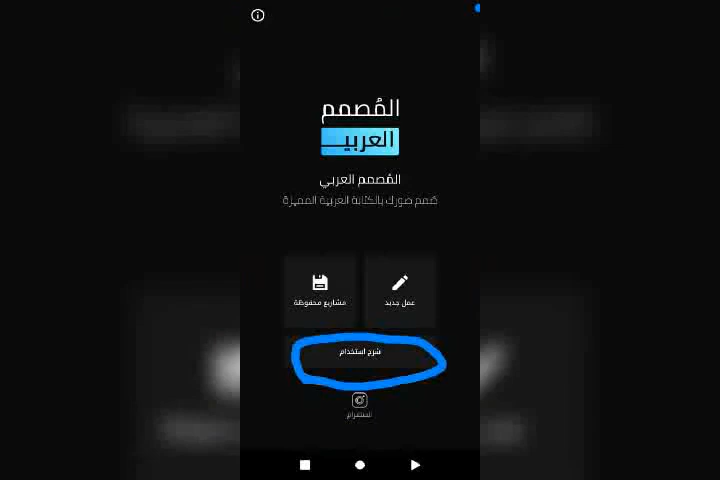 المُصمم
العربي
المُصمم العربي
صمم صورك بالكتابة العربية المميزة
عمل جديد
مشاريع محفوظة
شرح استخدام
انستغرام